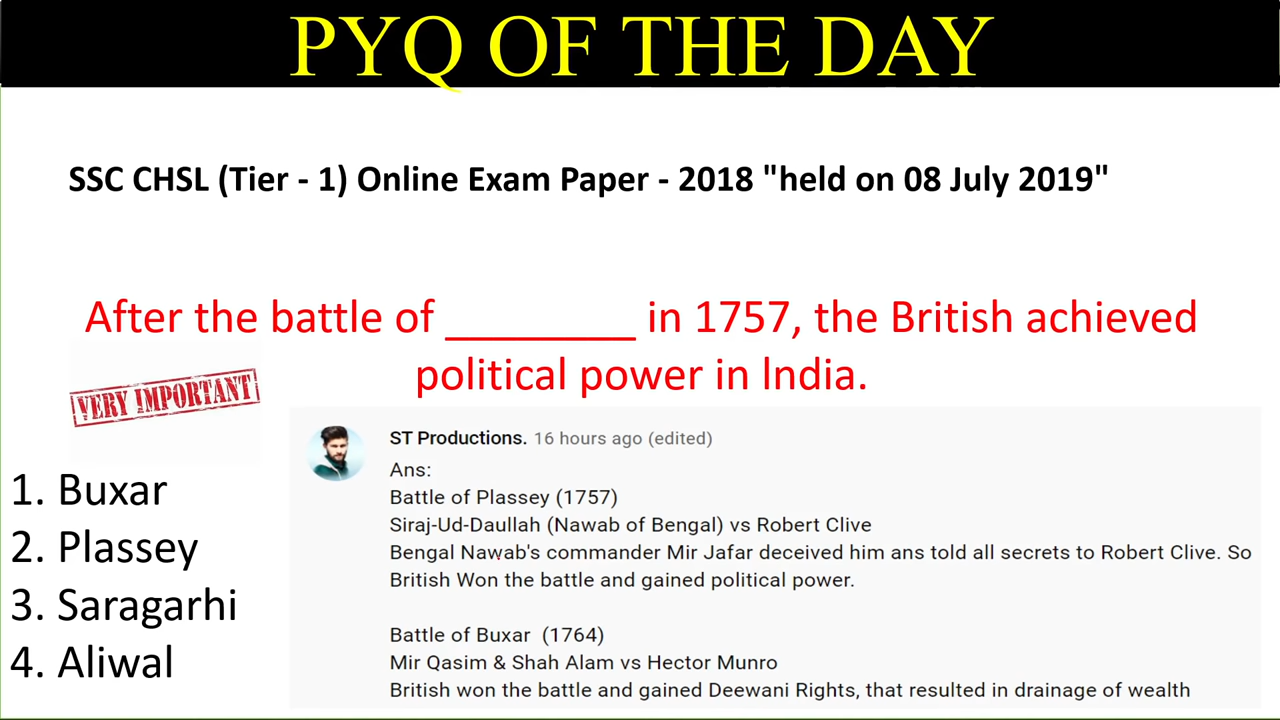 PYQ OF THE DAY
SSC CHSL (Tier - 1) Online Exam Paper - 2018 "held on 08 July 2019"
After the battle of ________ in 1757, the British achieved
political power in India.
VERY IMPORTANT
1. Buxar
2. Plassey
3. Saragarhi
4. Aliwal
ST Productions. 16 hours ago (edited)
Ans:
Battle of Plassey (1757)
Siraj-Ud-Daullah (Nawab of Bengal) vs Robert Clive
Bengal Nawab's commander Mir Jafar deceived him ans told all secrets to Robert Clive. So
British Won the battle and gained political power.
Battle of Buxar (1764)
Mir Qasim & Shah Alam vs Hector Munro
British won the battle and gained Deewani Rights, that resulted in drainage of wealth